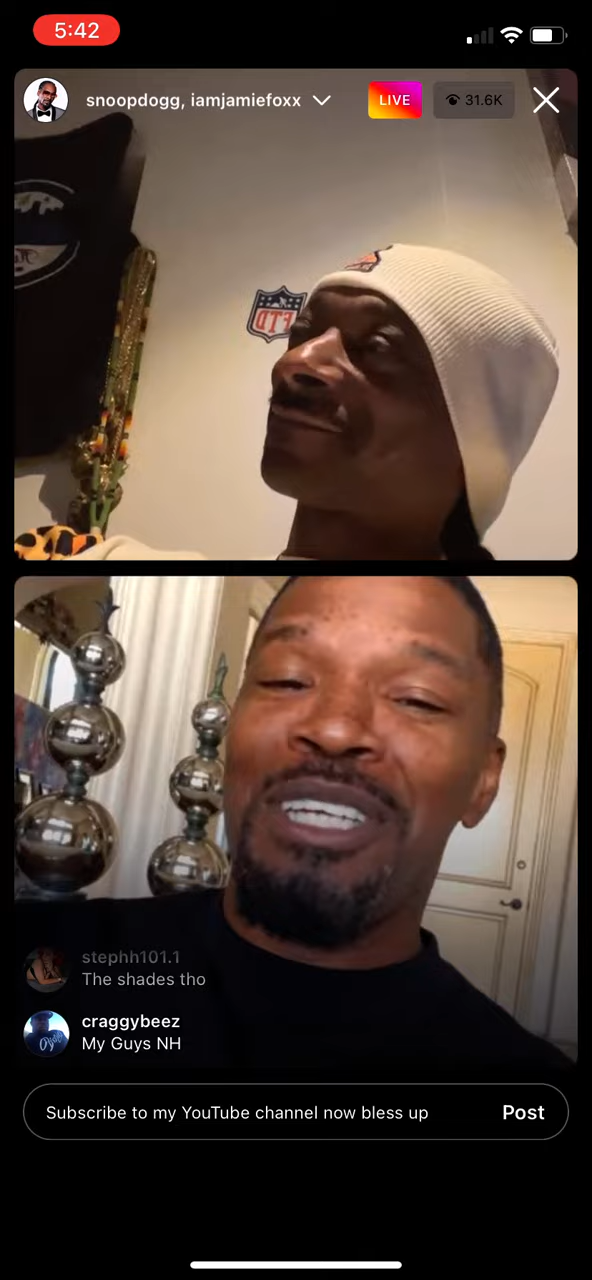 5:42
snoopdogg, iamjamiefoxx
LIVE
31.6K
FTD
stephh101.1
The shades tho
craggybeez
My Guys NH
Subscribe to my YouTube channel now bless up
Post